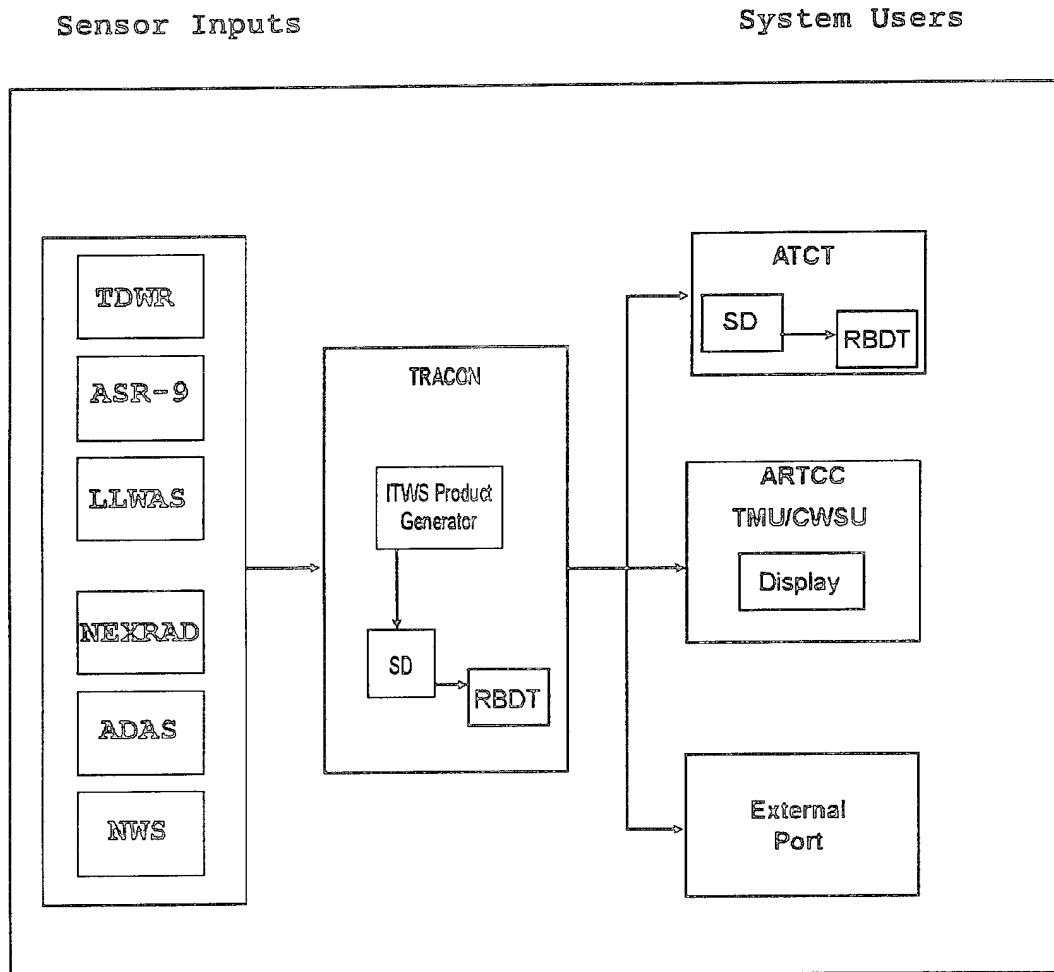 Sensor Inputs
System Users
TDWR
ASR-9
LLWAS
NEXRAD
ADAS
NWS
TRACON
ITWS Product
Generator
SD
RBDT
ATCT
SD
RBDT
ARTCC
TMU/CWSU
Display
External
Port